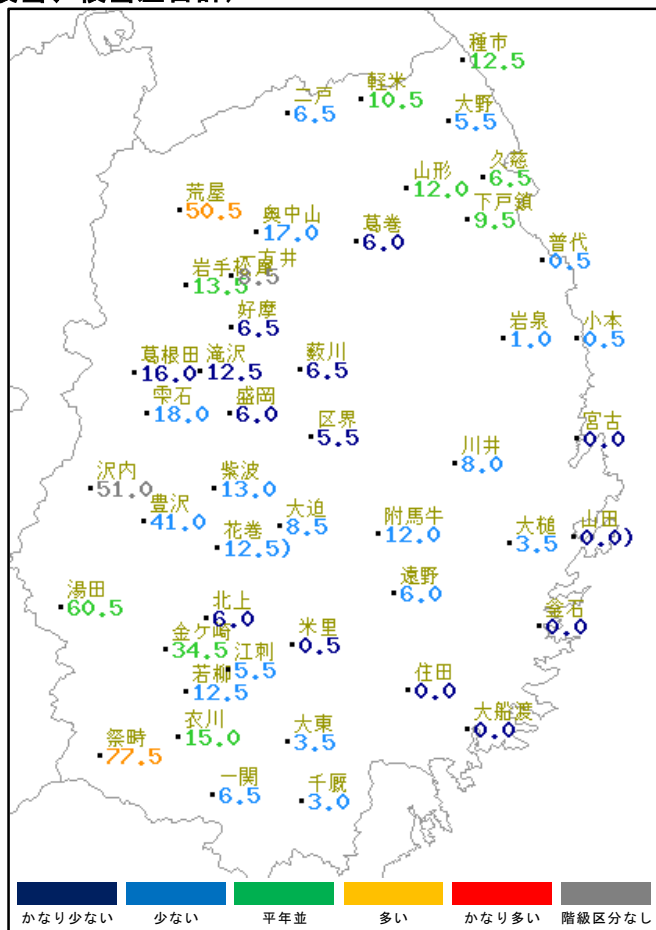 種市
12.5
軽米
10.5
二戸
6.5
大野
5.5
久慈
6.5
山形
12.0
荒屋
50.5
下戸鎖
9.5
奥中山
17.0
葛巻
6.0
普代
0.5
岩手松尾
13.5
一方井
8.5
好摩
6.5
岩泉
1.0
小本
0.5
葛根田
16.0
滝沢
12.5
薮川
6.5
雫石
18.0
盛岡
6.0
区界
5.5
宮古
0.0
川井
8.0
沢内
51.0
紫波
13.0
豊沢
41.0
大迫
8.5
花巻
12.5)
附馬牛
12.0
大槌
3.5
山田
0.0)
湯田
60.5
遠野
6.0
北上
6.0
釜石
0.0
金ケ崎
34.5
米里
0.5
江刺
5.5
若柳
12.5
住田
0.0
衣川
15.0
大東
3.5
大船渡
0.0
祭畤
77.5
一関
6.5
千厩
3.0
かなり少ない 少ない 平年並 多い かなり多い 階級区分なし